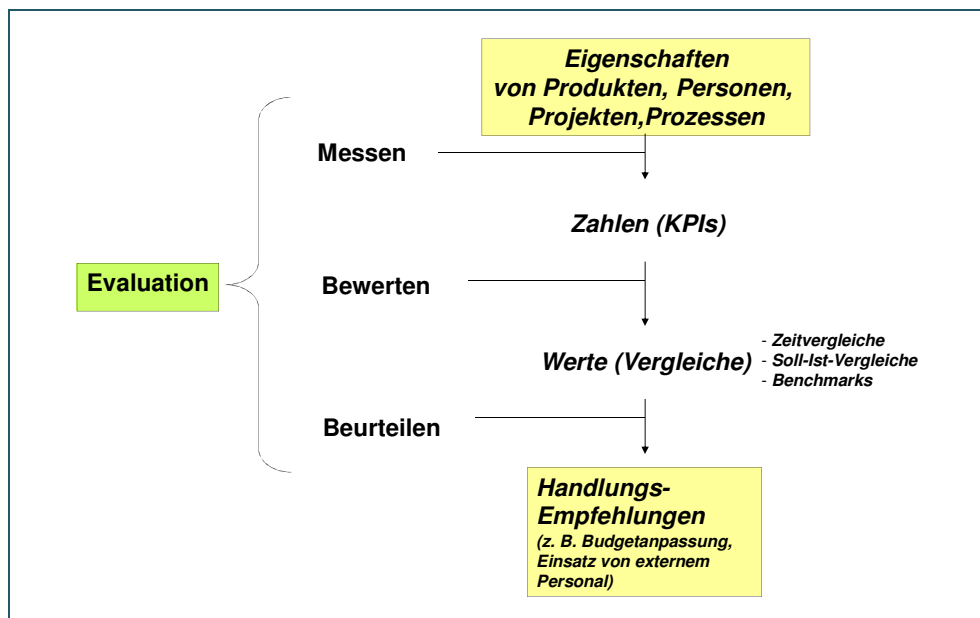 Eigenschaften
von Produkten, Personen,
Projekten,Prozessen
Messen
Zahlen (KPIs)
Evaluation
Bewerten
Werte (Vergleiche)
- Zeitvergleiche
- Soll-Ist-Vergleiche
- Benchmarks
Beurteilen
Handlungs-
Empfehlungen
(z. B. Budgetanpassung,
Einsatz von externem
Personal)